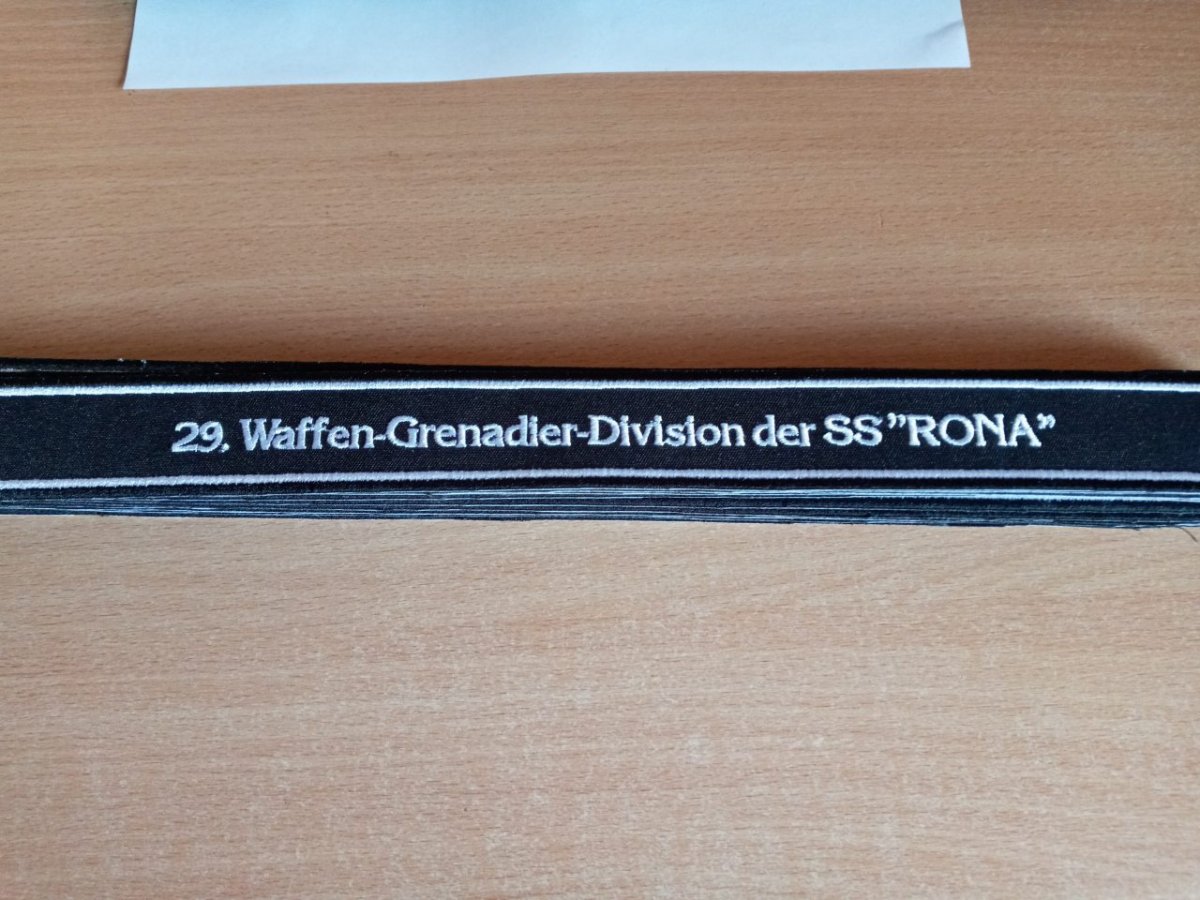 29. Waffen-Grenadier-Division der SS ”RONA”